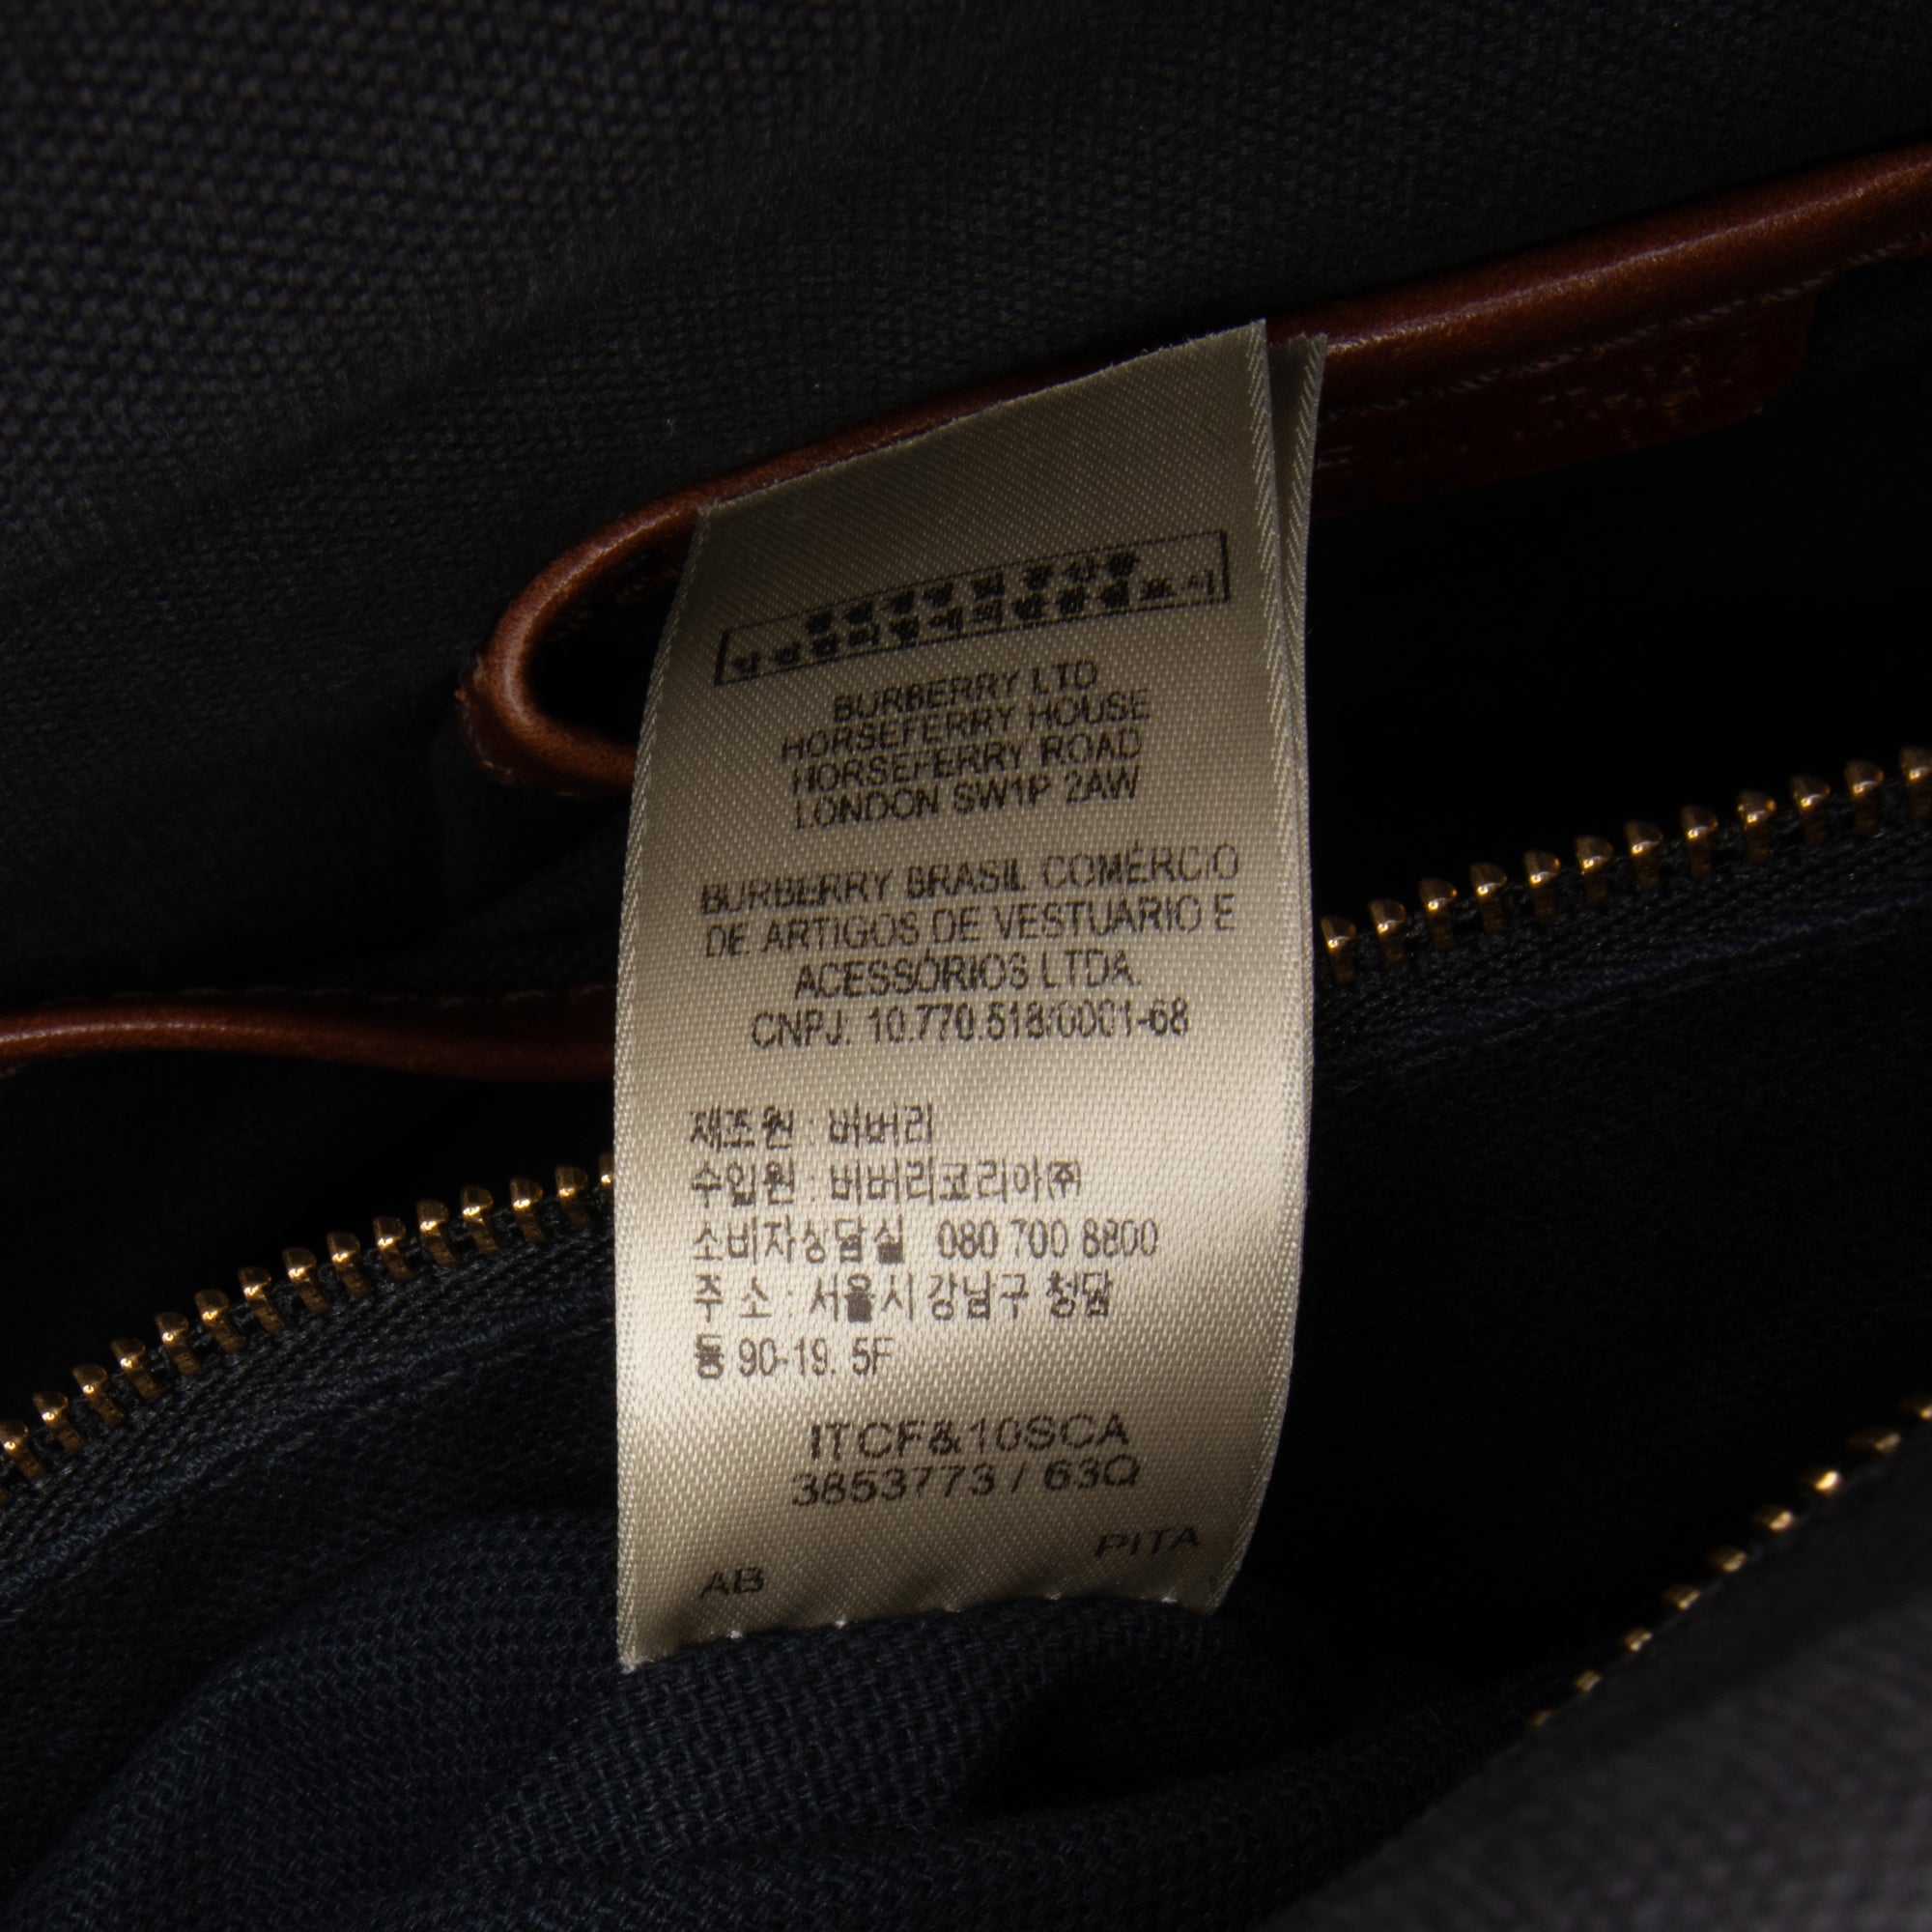 BURBERRY LTD
HORSEFERRY HOUSE
HORSEFERRY ROAD
LONDON SW1P 2AW
BURBERRY BRASIL COMÉRCIO
DE ARTIGOS DE VESTUARIO E
ACESSÓRIOS LTDA.
CNPJ. 10.770.518/0001-68
제조원 : 버버리
수입원 : 버버리코리아㈜
소비자상담실 080 700 8800
주 소 : 서울시 강남구 청담
동 90-19. 5F
ITCF&10SCA
3853773 / 63Q
PITA
AB